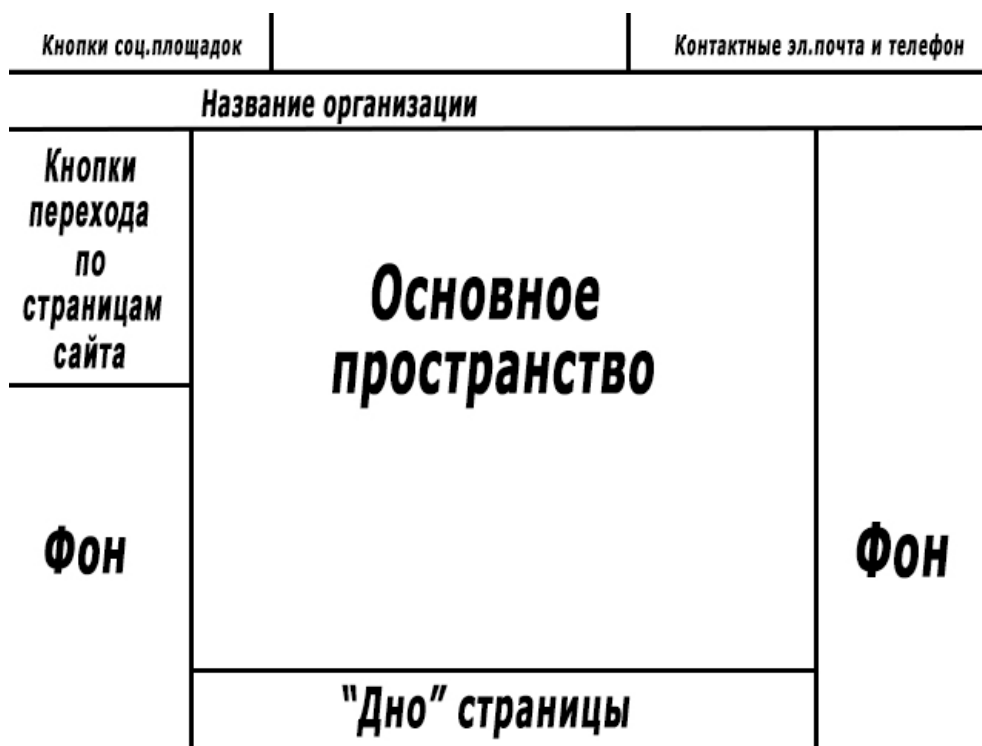 Кнопки соц.площадок
Контактные эл.почта и телефон
Название организации
Кнопки
перехода
по
страницам
сайта
Основное
пространство
Фон
Фон
“Дно” страницы